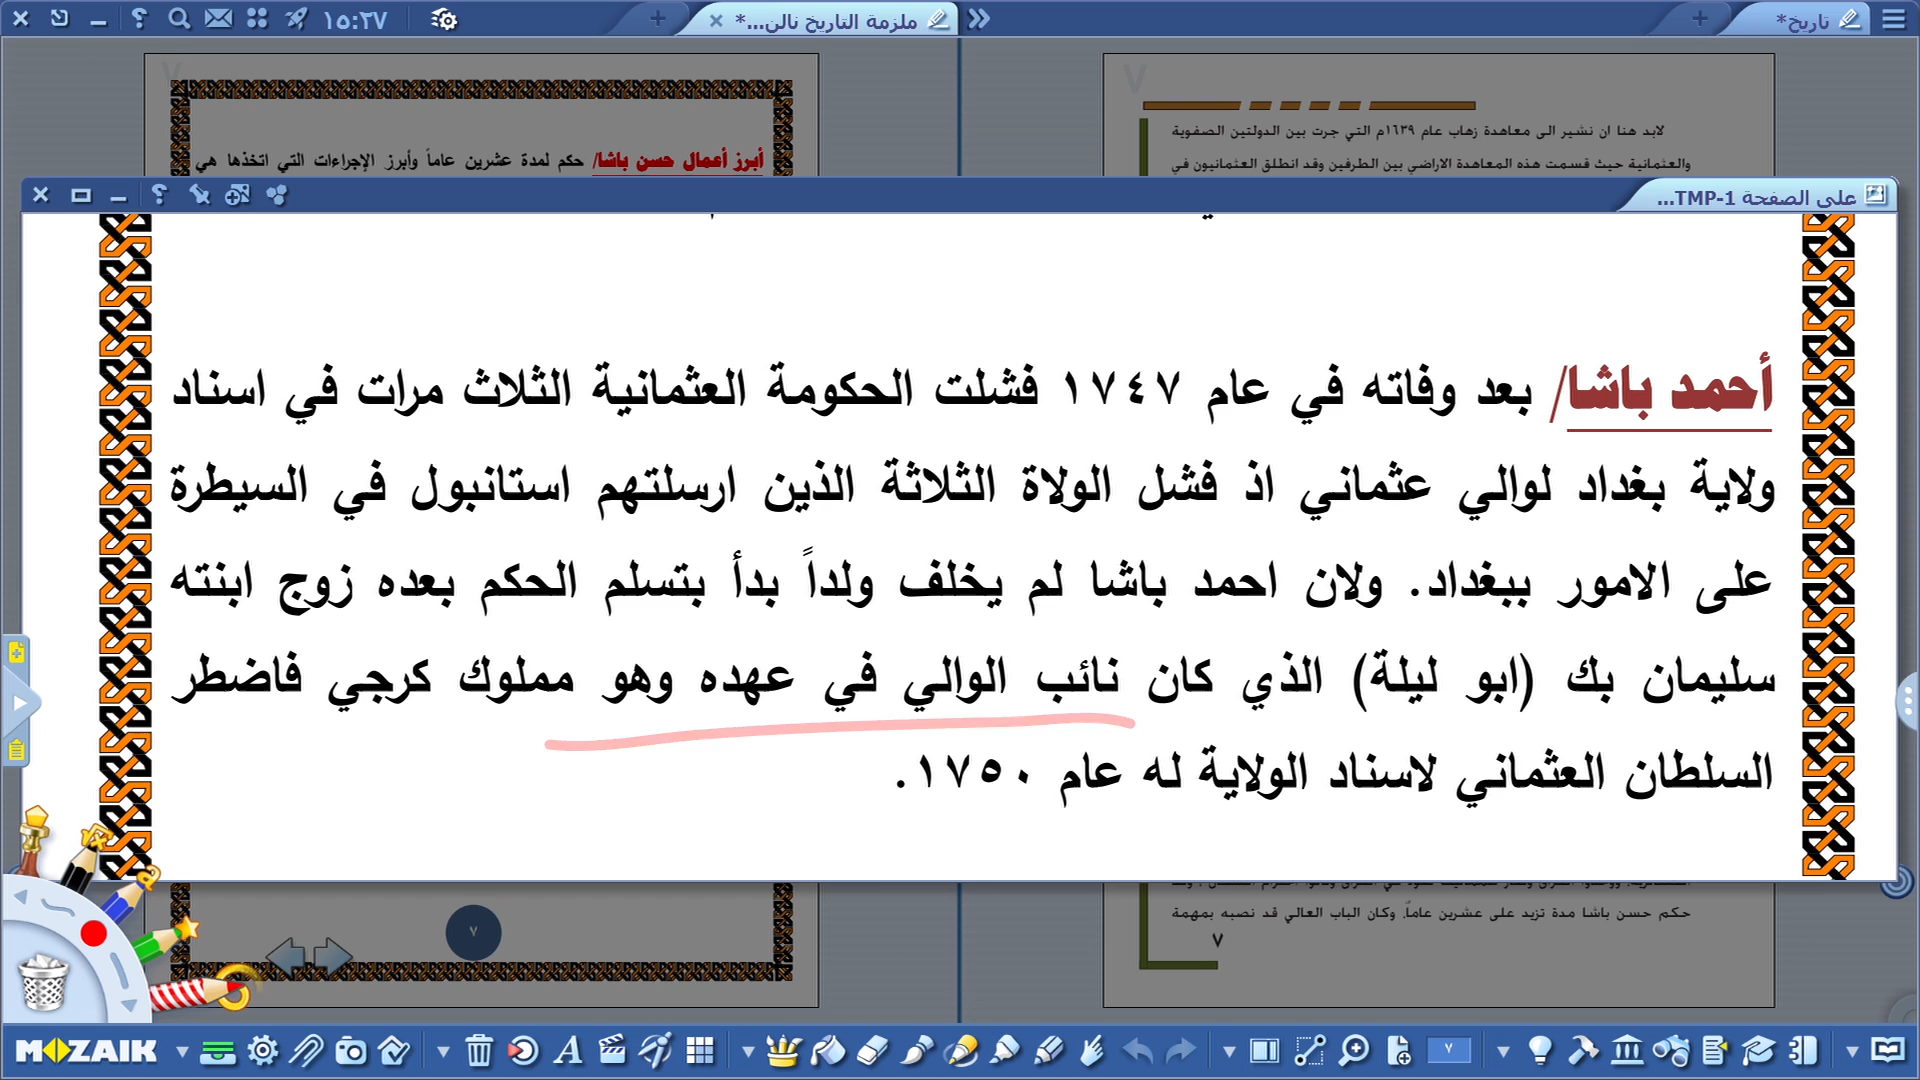 ١٥:٣٧
ملزمة التاريخ نالن...*
تاريخ*
٧
أبرز أعمال حسن باشا/ حكم لمدة عشرين عاماً وأبرز الإجراءات التي اتخذها هي
٧
لابد هنا ان نشير الى معاهدة زهاب عام ١٦٣٩م التي جرت بين الدولتين الصفوية
والعثمانية حيث قسمت هذه المعاهدة الاراضي بين الطرفين وقد انطلق العثمانيون في
على الصفحة TMP-1...
أحمد باشا/ بعد وفاته في عام ١٧٤٧ فشلت الحكومة العثمانية الثلاث مرات في اسناد
ولاية بغداد لوالي عثماني اذ فشل الولاة الثلاثة الذين ارسلتهم استانبول في السيطرة
على الامور ببغداد. ولان احمد باشا لم يخلف ولداً بدأ بتسلم الحكم بعده زوج ابنته
سليمان بك (ابو ليلة) الذي كان نائب الوالي في عهده وهو مملوك كرجي فاضطر
السلطان العثماني لاسناد الولاية له عام ١٧٥٠.
حكم حسن باشا مدة تزيد على عشرين عاماً، وكان الباب العالي قد نصبه بمهمة
٧
٧
MOZAIK
٧